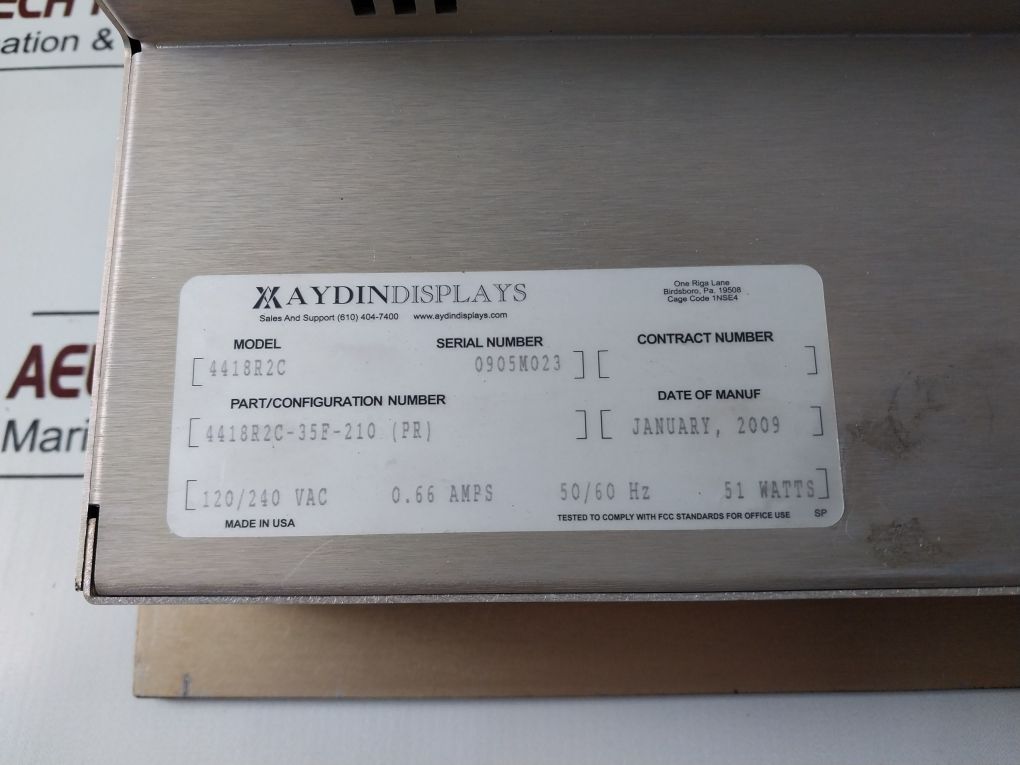 ECH
ation &
AE
Mari
AYDINDISPLAYS
Sales And Support (610) 404-7400 www.aydindisplays.com
One Riga Lane
Birdsboro, Pa. 19508
Cage Code 1NSE4
MODEL SERIAL NUMBER CONTRACT NUMBER
[4418R2C 0905M023] [ ]
PART/CONFIGURATION NUMBER DATE OF MANUF
[4418R2C-35F-210 (PR) ] [ JANUARY, 2009 ]
[120/240 VAC 0.66 AMPS 50/60 Hz 51 WATTS]
MADE IN USA TESTED TO COMPLY WITH FCC STANDARDS FOR OFFICE USE SP